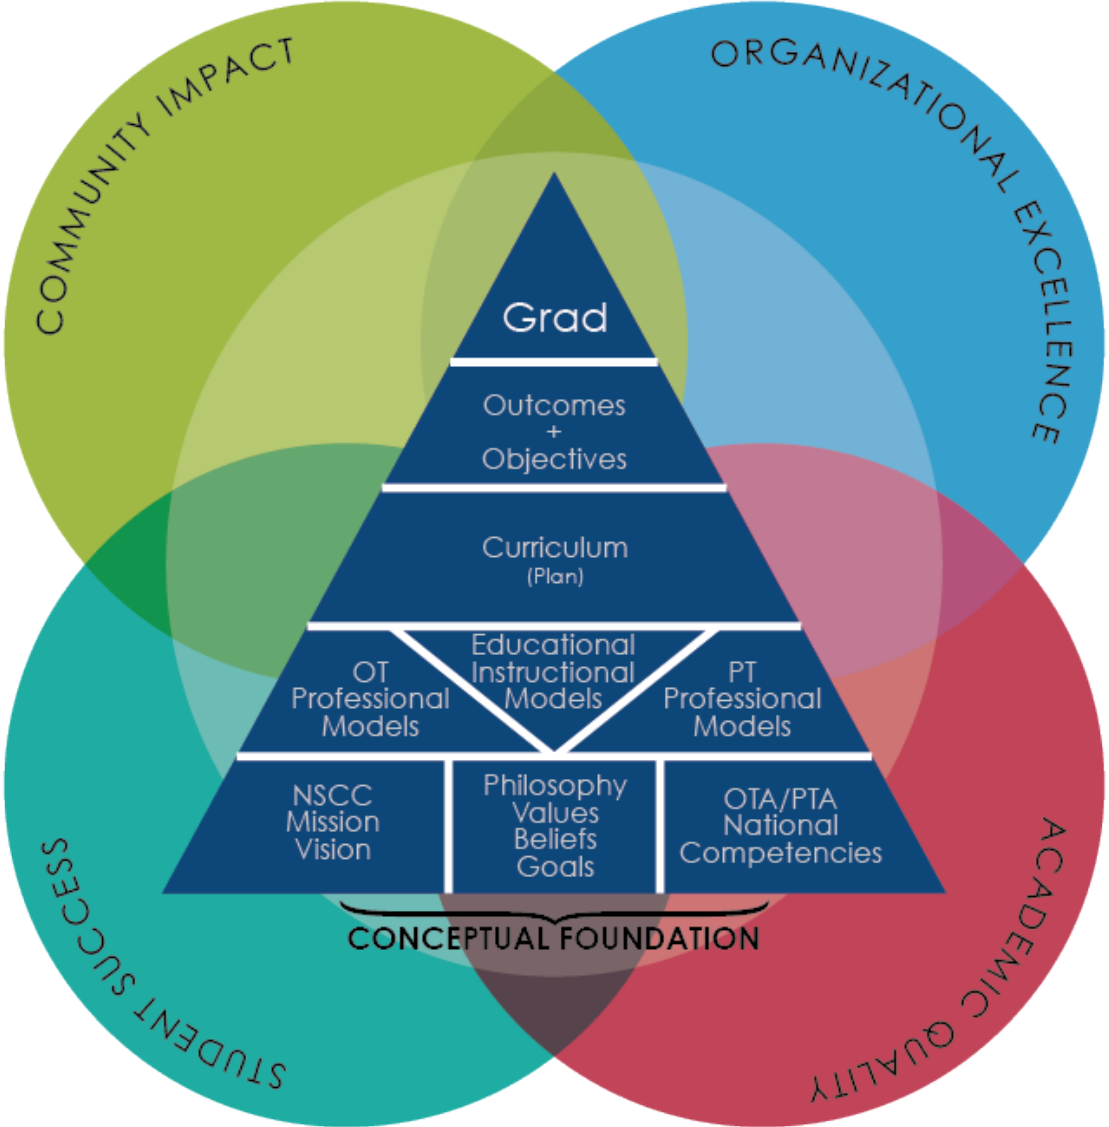 COMMUNITY IMPACT
ORGANIZATIONAL EXCELLENCE
Grad
Outcomes
+
Objectives
Curriculum
(Plan)
OT
Professional
Models
Educational
Instructional
Models
PT
Professional
Models
NSCC
Mission
Vision
Philosophy
Values
Beliefs
Goals
OTA/PTA
National
Competencies
CONCEPTUAL FOUNDATION
STUDENT SUCCESS
ACADEMIC QUALITY